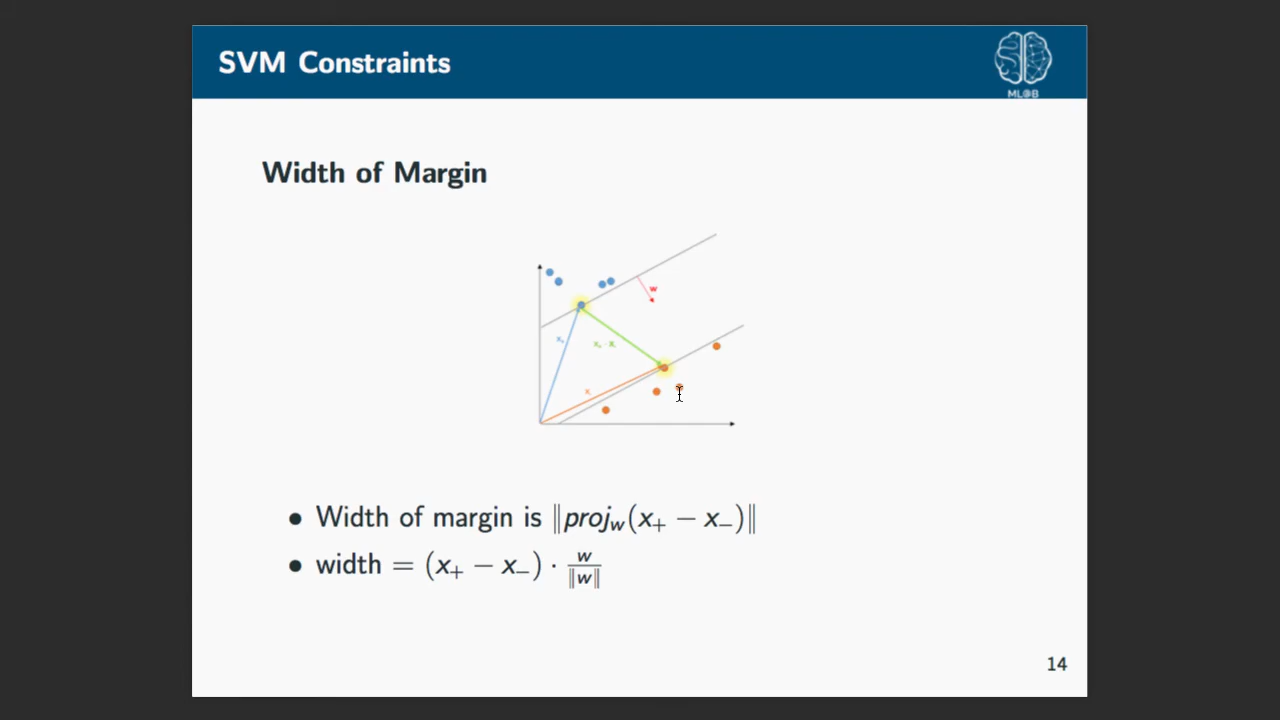 SVM Constraints
ML@B
Width of Margin
w
• Width of margin is ‖proj_w(x₊ − x₋)‖
• width = (x₊ − x₋) · w/‖w‖
14